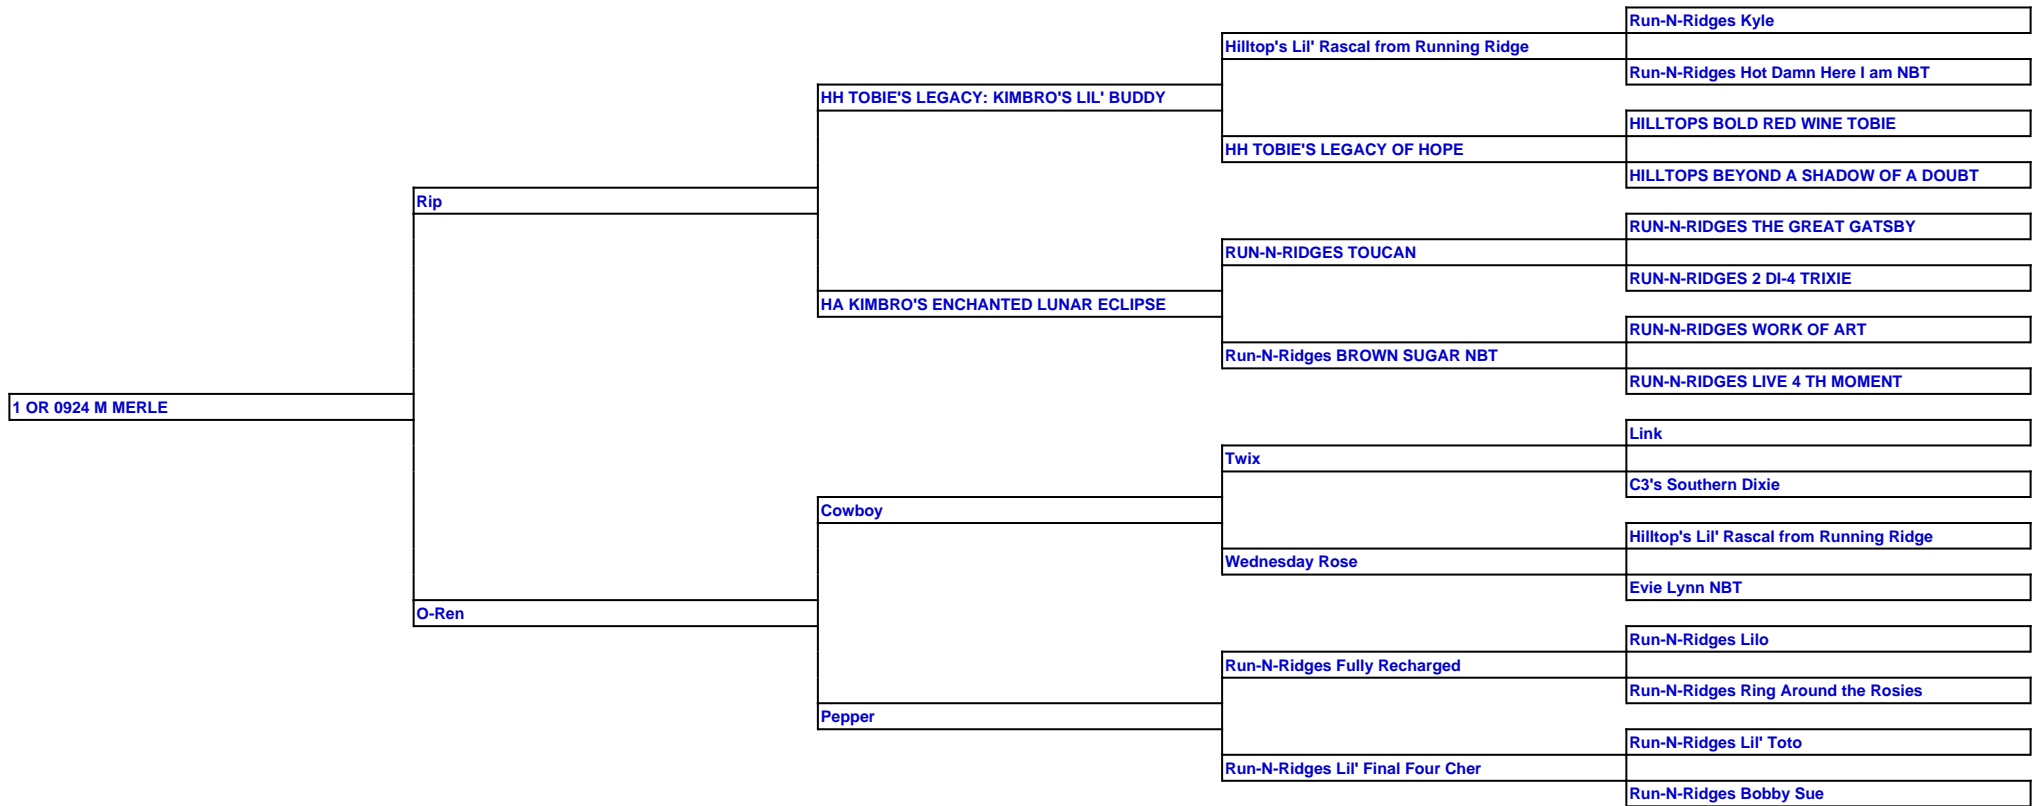 Run-N-Ridges Kyle
Hilltop's Lil' Rascal from Running Ridge
Run-N-Ridges Hot Damn Here I am NBT
HH TOBIE'S LEGACY: KIMBRO'S LIL' BUDDY
HILLTOPS BOLD RED WINE TOBIE
HH TOBIE'S LEGACY OF HOPE
HILLTOPS BEYOND A SHADOW OF A DOUBT
Rip
RUN-N-RIDGES THE GREAT GATSBY
RUN-N-RIDGES TOUCAN
RUN-N-RIDGES 2 DI-4 TRIXIE
HA KIMBRO'S ENCHANTED LUNAR ECLIPSE
RUN-N-RIDGES WORK OF ART
Run-N-Ridges BROWN SUGAR NBT
RUN-N-RIDGES LIVE 4 TH MOMENT
1 OR 0924 M MERLE
Link
Twix
C3's Southern Dixie
Cowboy
Hilltop's Lil' Rascal from Running Ridge
Wednesday Rose
Evie Lynn NBT
O-Ren
Run-N-Ridges Lilo
Run-N-Ridges Fully Recharged
Run-N-Ridges Ring Around the Rosies
Pepper
Run-N-Ridges Lil' Toto
Run-N-Ridges Lil' Final Four Cher
Run-N-Ridges Bobby Sue